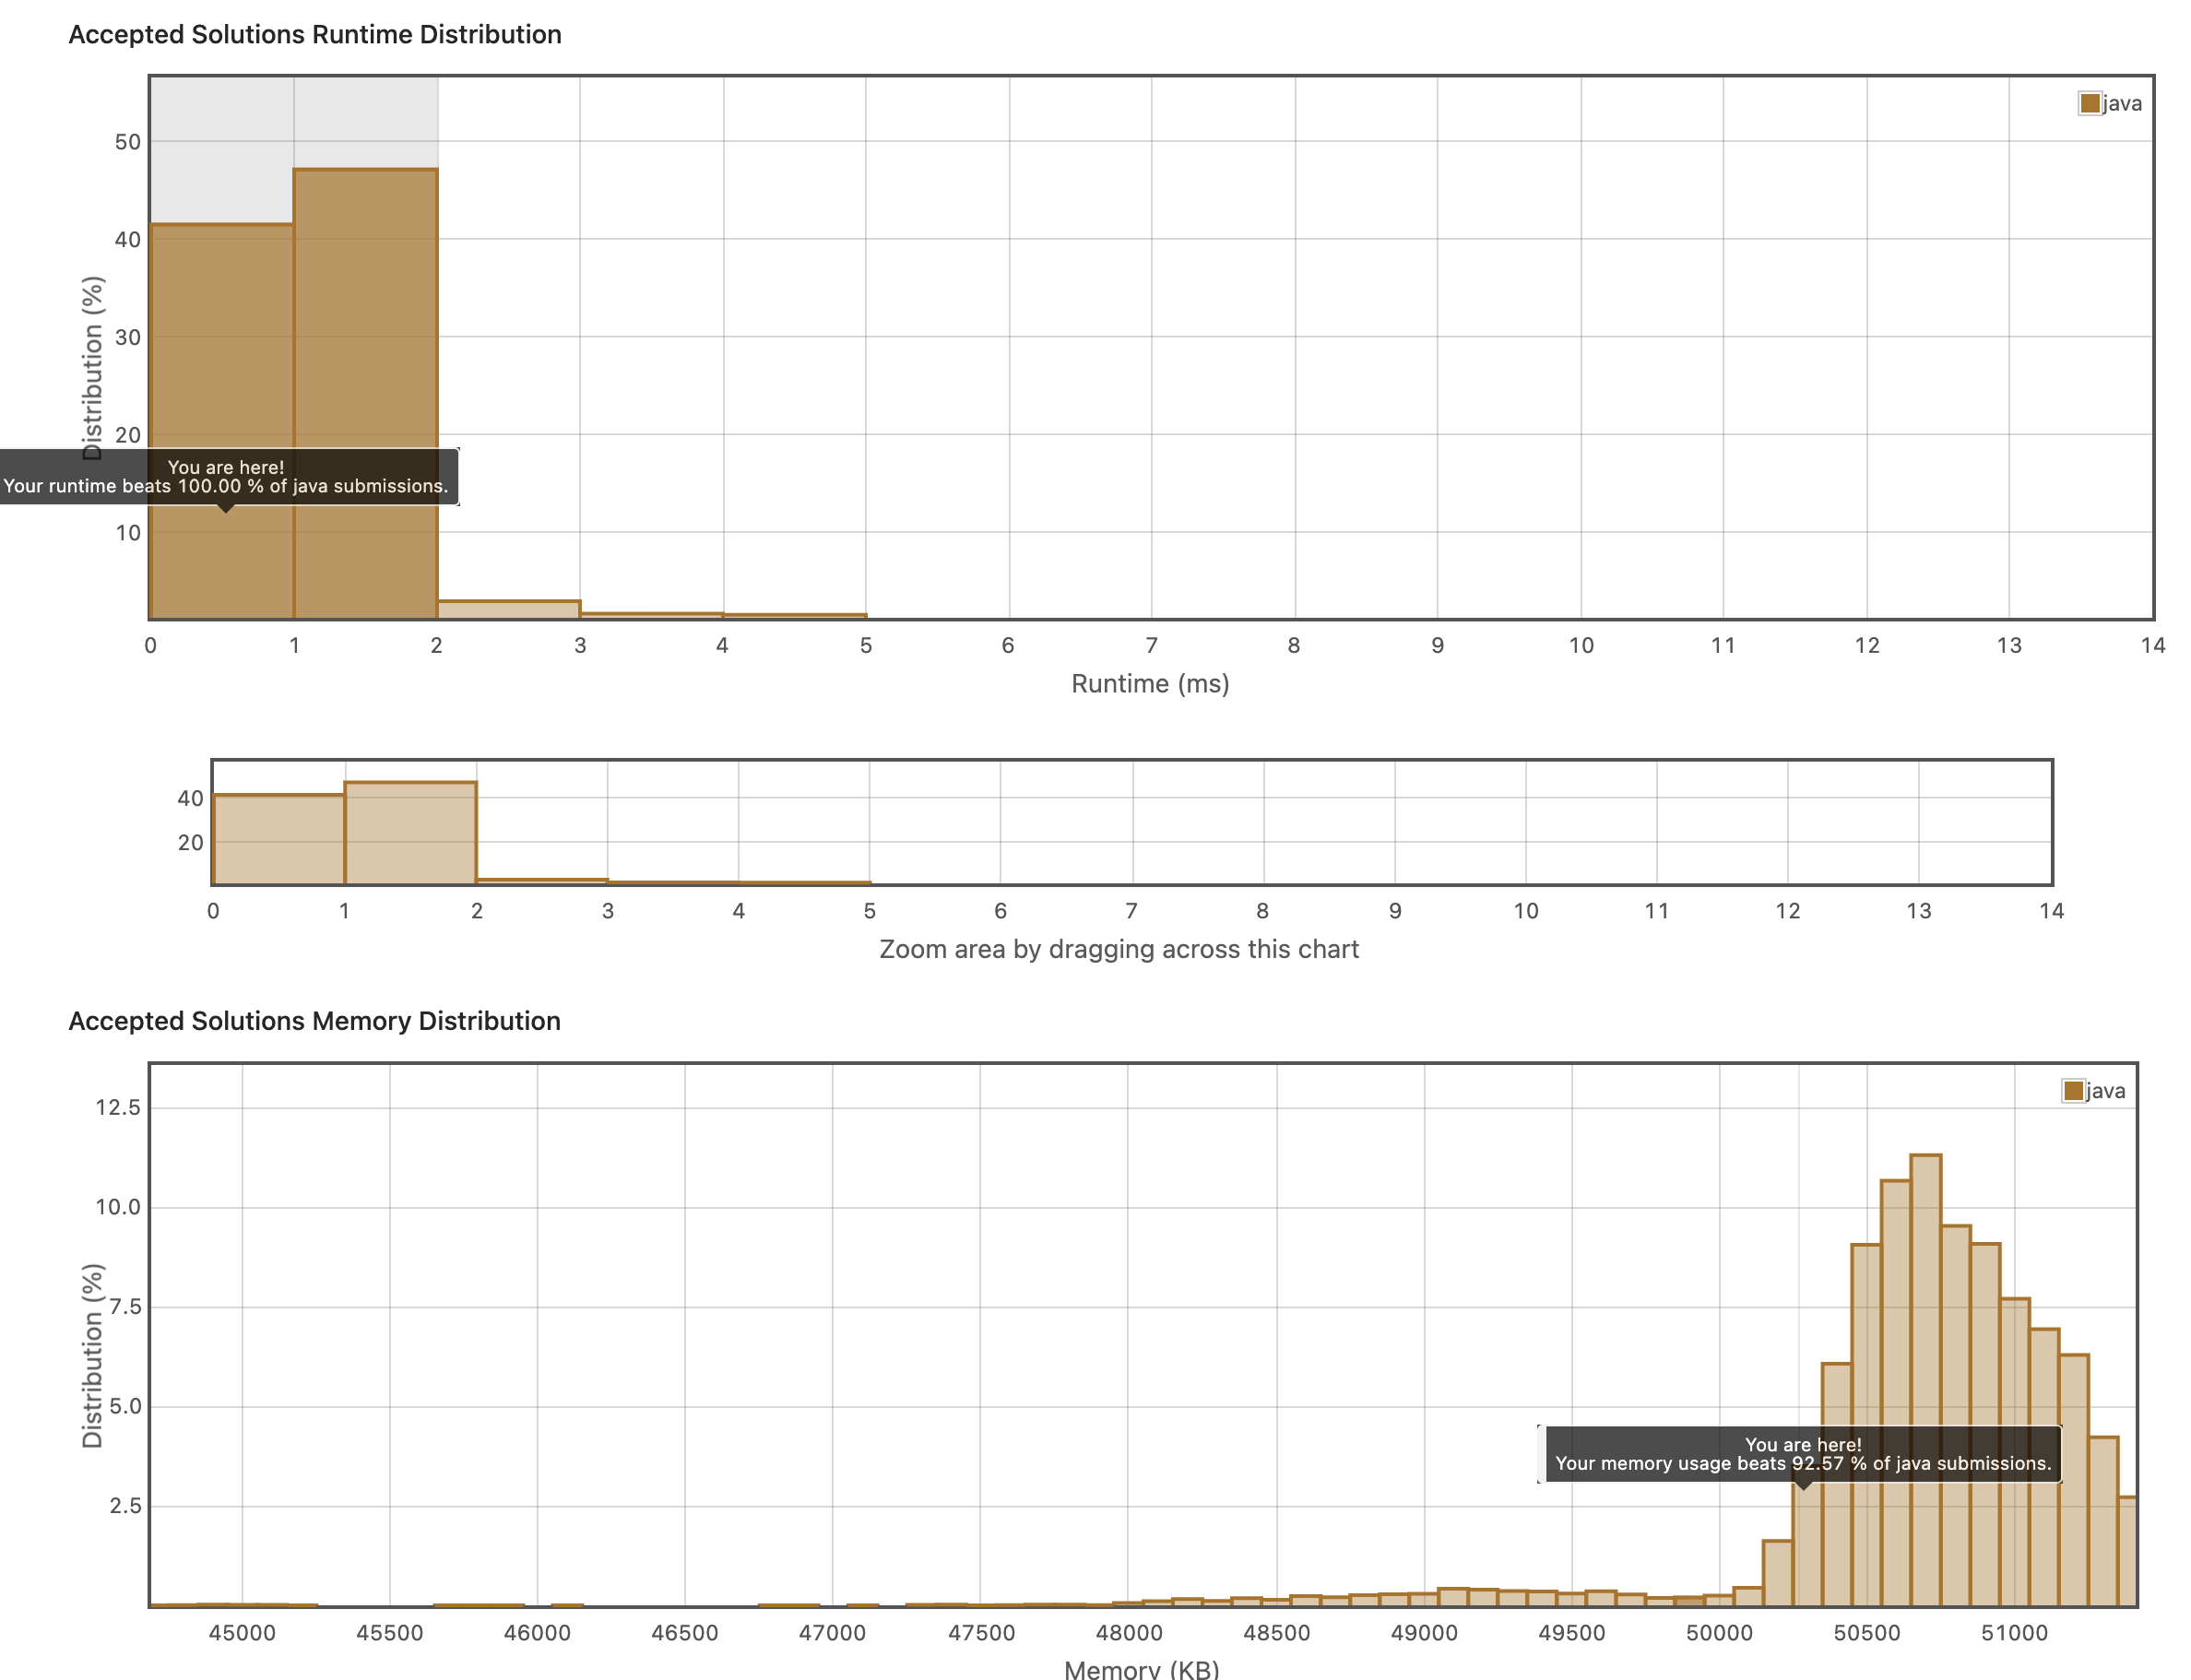 Accepted Solutions Runtime Distribution
java
50
40
30
20
10
Distribution (%)
You are here!
Your runtime beats 100.00 % of java submissions.
0 1 2 3 4 5 6 7 8 9 10 11 12 13 14
Runtime (ms)
40
20
0 1 2 3 4 5 6 7 8 9 10 11 12 13 14
Zoom area by dragging across this chart
Accepted Solutions Memory Distribution
java
12.5
10.0
7.5
5.0
2.5
Distribution (%)
You are here!
Your memory usage beats 92.57 % of java submissions.
45000 45500 46000 46500 47000 47500 48000 48500 49000 49500 50000 50500 51000
Memory (KB)